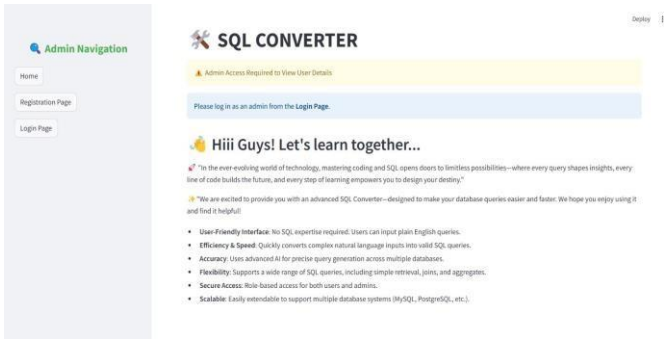 Deploy
Admin Navigation
Home
Registration Page
Login Page
SQL CONVERTER
Admin Access Required to View User Details
Please log in as an admin from the Login Page.
Hiii Guys! Let's learn together...
"In the ever-evolving world of technology, mastering coding and SQL opens doors to limitless possibilities—where every query shapes insights, every
line of code builds the future, and every step of learning empowers you to design your destiny."
"We are excited to provide you with an advanced SQL Converter—designed to make your database queries easier and faster. We hope you enjoy using it
and find it helpful!
• User-Friendly Interface: No SQL expertise required. Users can input plain English queries.
• Efficiency & Speed: Quickly converts complex natural language inputs into valid SQL queries.
• Accuracy: Uses advanced AI for precise query generation across multiple databases.
• Flexibility: Supports a wide range of SQL queries, including simple retrieval, joins, and aggregates.
• Secure Access: Role-based access for both users and admins.
• Scalable: Easily extendable to support multiple database systems (MySQL, PostgreSQL, etc.).